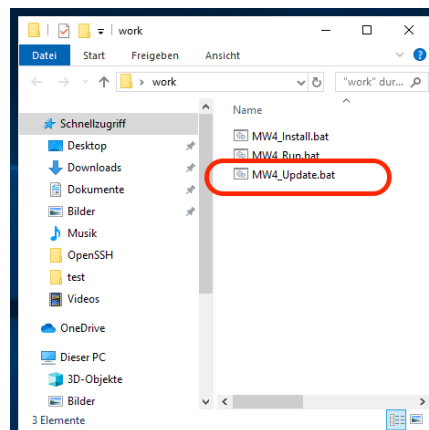 work
Datei Start Freigeben Ansicht
work "work" dur...
Name
Schnellzugriff
Desktop
Downloads
Dokumente
Bilder
Musik
OpenSSH
test
Videos
OneDrive
Dieser PC
3D-Objekte
Bilder
MW4_Install.bat
MW4_Run.bat
MW4_Update.bat
3 Elemente